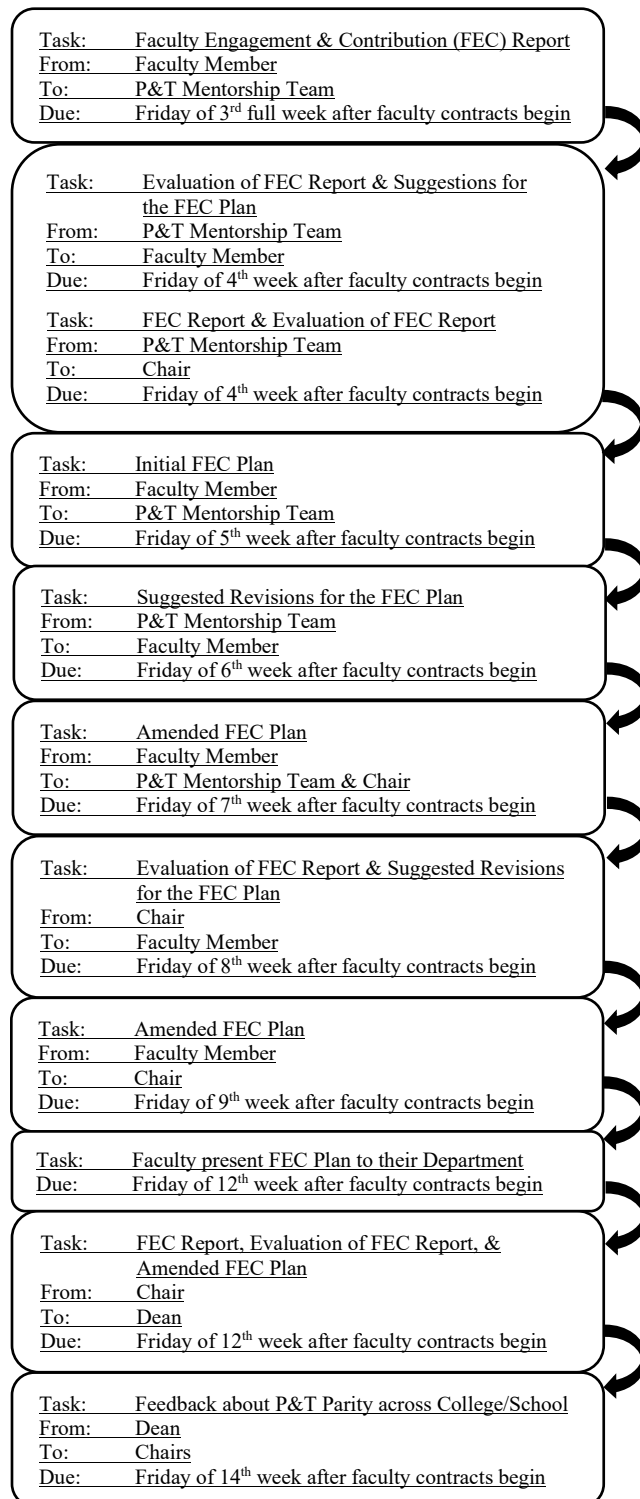 Task: Faculty Engagement & Contribution (FEC) Report
From: Faculty Member
To: P&T Mentorship Team
Due: Friday of 3rd full week after faculty contracts begin
Task: Evaluation of FEC Report & Suggestions for
the FEC Plan
From: P&T Mentorship Team
To: Faculty Member
Due: Friday of 4th week after faculty contracts begin
Task: FEC Report & Evaluation of FEC Report
From: P&T Mentorship Team
To: Chair
Due: Friday of 4th week after faculty contracts begin
Task: Initial FEC Plan
From: Faculty Member
To: P&T Mentorship Team
Due: Friday of 5th week after faculty contracts begin
Task: Suggested Revisions for the FEC Plan
From: P&T Mentorship Team
To: Faculty Member
Due: Friday of 6th week after faculty contracts begin
Task: Amended FEC Plan
From: Faculty Member
To: P&T Mentorship Team & Chair
Due: Friday of 7th week after faculty contracts begin
Task: Evaluation of FEC Report & Suggested Revisions
for the FEC Plan
From: Chair
To: Faculty Member
Due: Friday of 8th week after faculty contracts begin
Task: Amended FEC Plan
From: Faculty Member
To: Chair
Due: Friday of 9th week after faculty contracts begin
Task: Faculty present FEC Plan to their Department
Due: Friday of 12th week after faculty contracts begin
Task: FEC Report, Evaluation of FEC Report, &
Amended FEC Plan
From: Chair
To: Dean
Due: Friday of 12th week after faculty contracts begin
Task: Feedback about P&T Parity across College/School
From: Dean
To: Chairs
Due: Friday of 14th week after faculty contracts begin